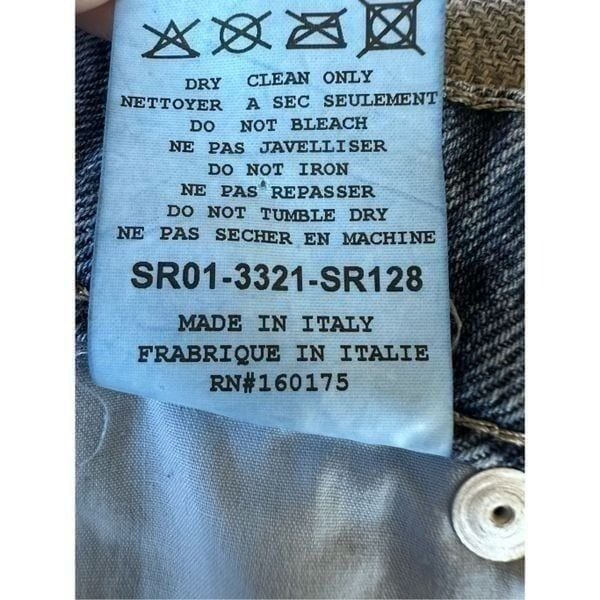 DRY CLEAN ONLY
NETTOYER A SEC SEULEMENT
DO NOT BLEACH
NE PAS JAVELLISER
DO NOT IRON
NE PAS REPASSER
DO NOT TUMBLE DRY
NE PAS SECHER EN MACHINE
SR01-3321-SR128
MADE IN ITALY
FRABRIQUE IN ITALIE
RN#160175